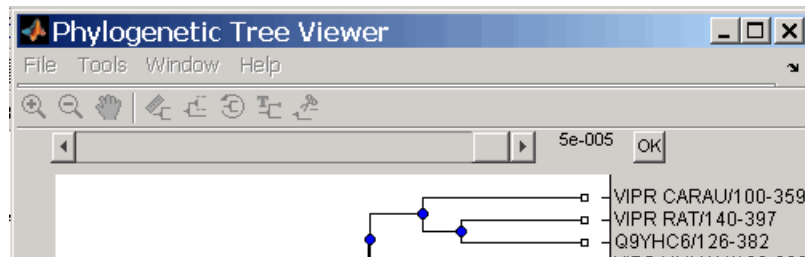 Phylogenetic Tree Viewer
File Tools Window Help
5e-005 OK
VIPR CARAU/100-359
VIPR RAT/140-397
Q9YHC6/126-382